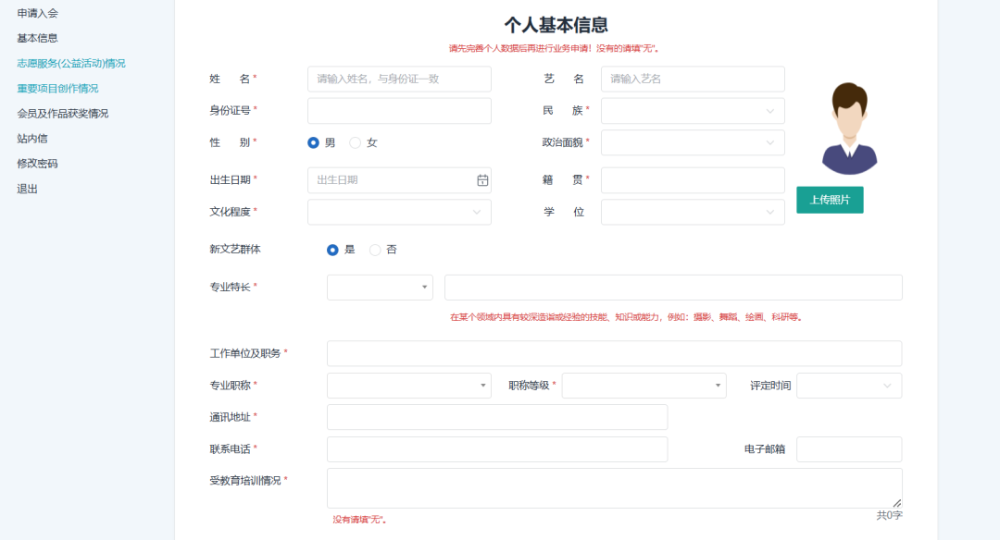 申请入会
基本信息
志愿服务(公益活动)情况
重要项目创作情况
会员及作品获奖情况
站内信
修改密码
退出
个人基本信息
请先完善个人数据后再进行业务申请！没有的请填"无"。
姓 名 * 请输入姓名，与身份证一致 艺 名 请输入艺名
身份证号 * 民 族 *
性 别 * 男 女 政治面貌 *
出生日期 * 出生日期 籍 贯 *
上传照片
文化程度 * 学 位
新文艺群体 是 否
专业特长 *
在某个领域内具有较深造诣或经验的技能、知识或能力，例如：摄影、舞蹈、绘画、科研等。
工作单位及职务 *
专业职称 * 职称等级 * 评定时间
通讯地址 *
联系电话 * 电子邮箱
受教育培训情况 *
共0字
没有请填"无"。